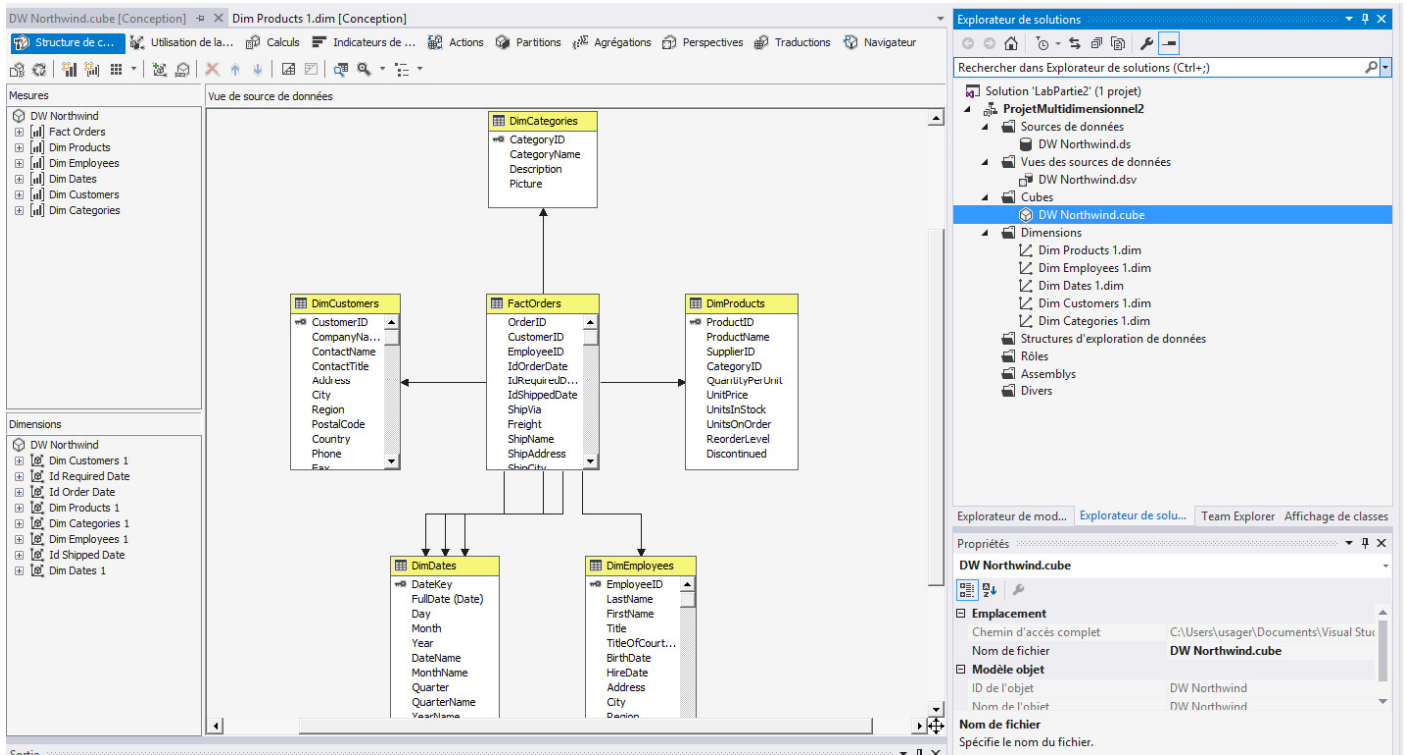 DW Northwind.cube [Conception]
Dim Products 1.dim [Conception]
Structure de c...
Utilisation de la...
Calculs
Indicateurs de ...
Actions
Partitions
Agrégations
Perspectives
Traductions
Navigateur
Mesures
DW Northwind
Fact Orders
Dim Products
Dim Employees
Dim Dates
Dim Customers
Dim Categories
Dimensions
DW Northwind
Dim Customers 1
Id Required Date
Id Order Date
Dim Products 1
Dim Categories 1
Dim Employees 1
Id Shipped Date
Dim Dates 1
Vue de source de données
DimCategories
CategoryID
CategoryName
Description
Picture
DimCustomers
CustomerID
CompanyNa...
ContactName
ContactTitle
Address
City
Region
PostalCode
Country
Phone
Fax
FactOrders
OrderID
CustomerID
EmployeeID
IdOrderDate
IdRequiredD...
IdShippedDate
ShipVia
Freight
ShipName
ShipAddress
ShipCity
DimProducts
ProductID
ProductName
SupplierID
CategoryID
QuantityPerUnit
UnitPrice
UnitsInStock
UnitsOnOrder
ReorderLevel
Discontinued
DimDates
DateKey
FullDate (Date)
Day
Month
Year
DateName
MonthName
Quarter
QuarterName
YearName
DimEmployees
EmployeeID
LastName
FirstName
Title
TitleOfCourt...
BirthDate
HireDate
Address
City
Region
Sortie
Explorateur de solutions
Rechercher dans Explorateur de solutions (Ctrl+;)
Solution 'LabPartie2' (1 projet)
ProjetMultidimensionnel2
Sources de données
DW Northwind.ds
Vues des sources de données
DW Northwind.dsv
Cubes
DW Northwind.cube
Dimensions
Dim Products 1.dim
Dim Employees 1.dim
Dim Dates 1.dim
Dim Customers 1.dim
Dim Categories 1.dim
Structures d'exploration de données
Rôles
Assemblys
Divers
Explorateur de mod...
Explorateur de solu...
Team Explorer
Affichage de classes
Propriétés
DW Northwind.cube
Emplacement
Chemin d'accès complet C:\Users\usager\Documents\Visual Stu
Nom de fichier DW Northwind.cube
Modèle objet
ID de l'objet DW Northwind
Nom de l'objet DW Northwind
Nom de fichier
Spécifie le nom du fichier.